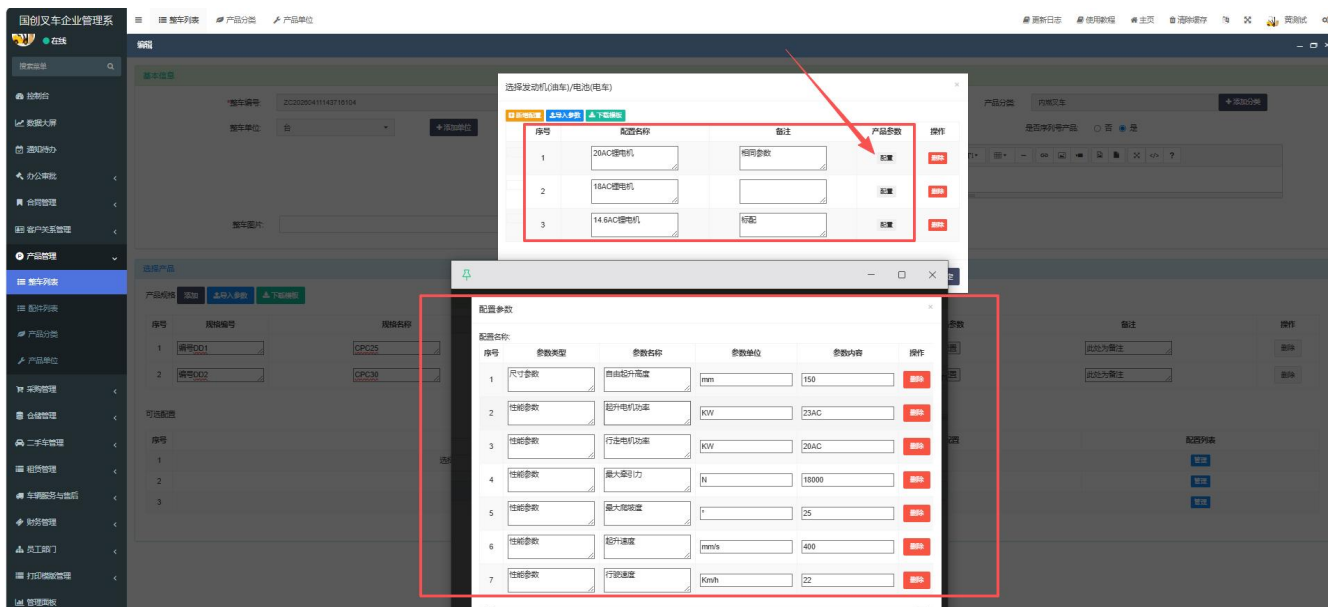 国创叉车企业管理系
整车列表 产品分类 产品单位
更新日志 使用教程 主页 清除缓存 黄测试
在线
编辑
搜索菜单
基本信息
控制台
数据大屏
通知待办
办公审批
合同管理
客户关系管理
产品管理
整车列表
配件列表
产品分类
产品单位
采购管理
仓储管理
二手车管理
租赁管理
车辆服务与售后
财务管理
员工部门
打印模版管理
管理面板
*整车编号: ZC20260411143718104
整车单位: 台 +添加单位
整车图片:
产品分类: 内燃叉车 +添加分类
是否序列号产品: 否 是
选择发动机(油车)/电池(电车)
新增配置 导入参数 下载模板
序号 配置名称 备注 产品参数 操作
1 20AC锂电机 相同参数 配置 删除
2 18AC锂电机 配置 删除
3 14.6AC锂电机 标配 配置 删除
选择产品
产品规格 添加 导入参数 下载模板
序号 规格编号 规格名称 备注 操作
1 编号DD1 CPC25 此处为备注 删除
2 编号DD2 CPC30 此处为备注 删除
可选配置
序号 配置列表
1 管理
2 管理
3 管理
配置参数
配置名称:
序号 参数类型 参数名称 参数单位 参数内容 操作
1 尺寸参数 自由起升高度 mm 150 删除
2 性能参数 起升电机功率 KW 23AC 删除
3 性能参数 行走电机功率 KW 20AC 删除
4 性能参数 最大牵引力 N 18000 删除
5 性能参数 最大爬坡度 ° 25 删除
6 性能参数 起升速度 mm/s 400 删除
7 性能参数 行驶速度 Km/h 22 删除